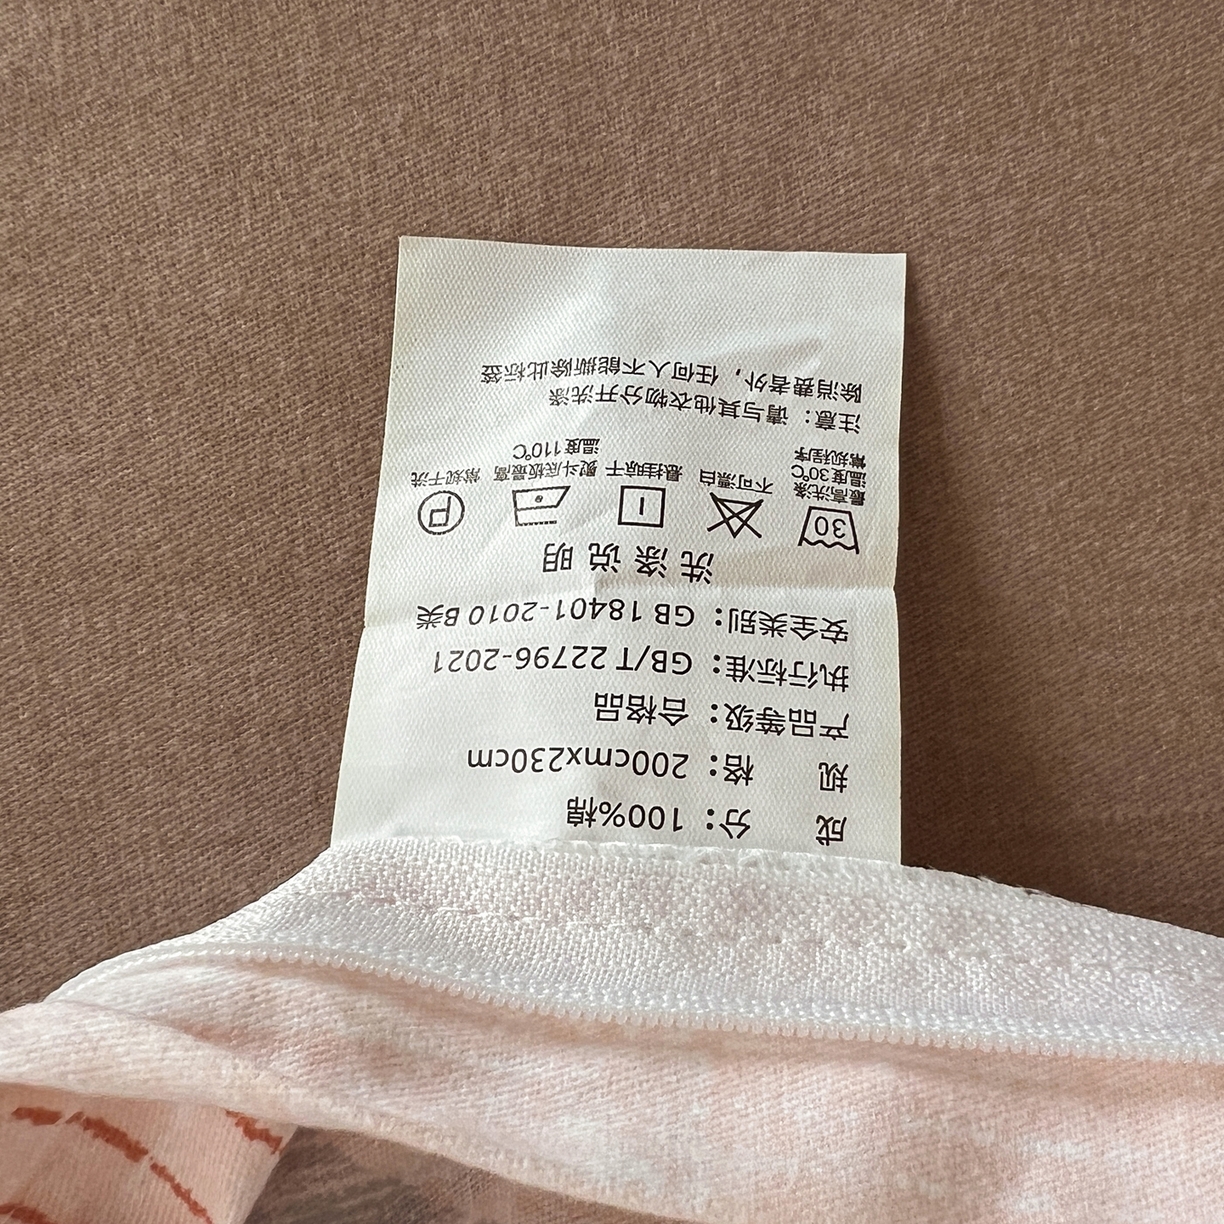 成 分：100%棉
规 格：200cmx230cm
产品等级：合格品
执行标准：GB/T 22796-2021
安全类别：GB 18401-2010 B类
洗涤说明
30
P
最高洗涤
温度30℃
常规程序
不可漂白
悬挂晾干
熨斗底板最高
温度110℃
常规干洗
注意：请与其他衣物分开洗涤
除消费者外，任何人不能撕除此标签